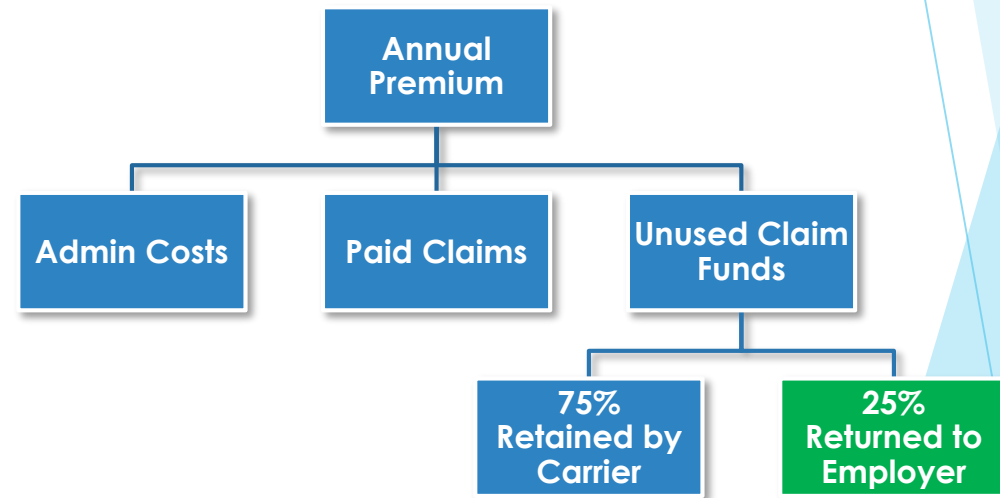 Annual
Premium
Admin Costs
Paid Claims
Unused Claim
Funds
75%
Retained by
Carrier
25%
Returned to
Employer